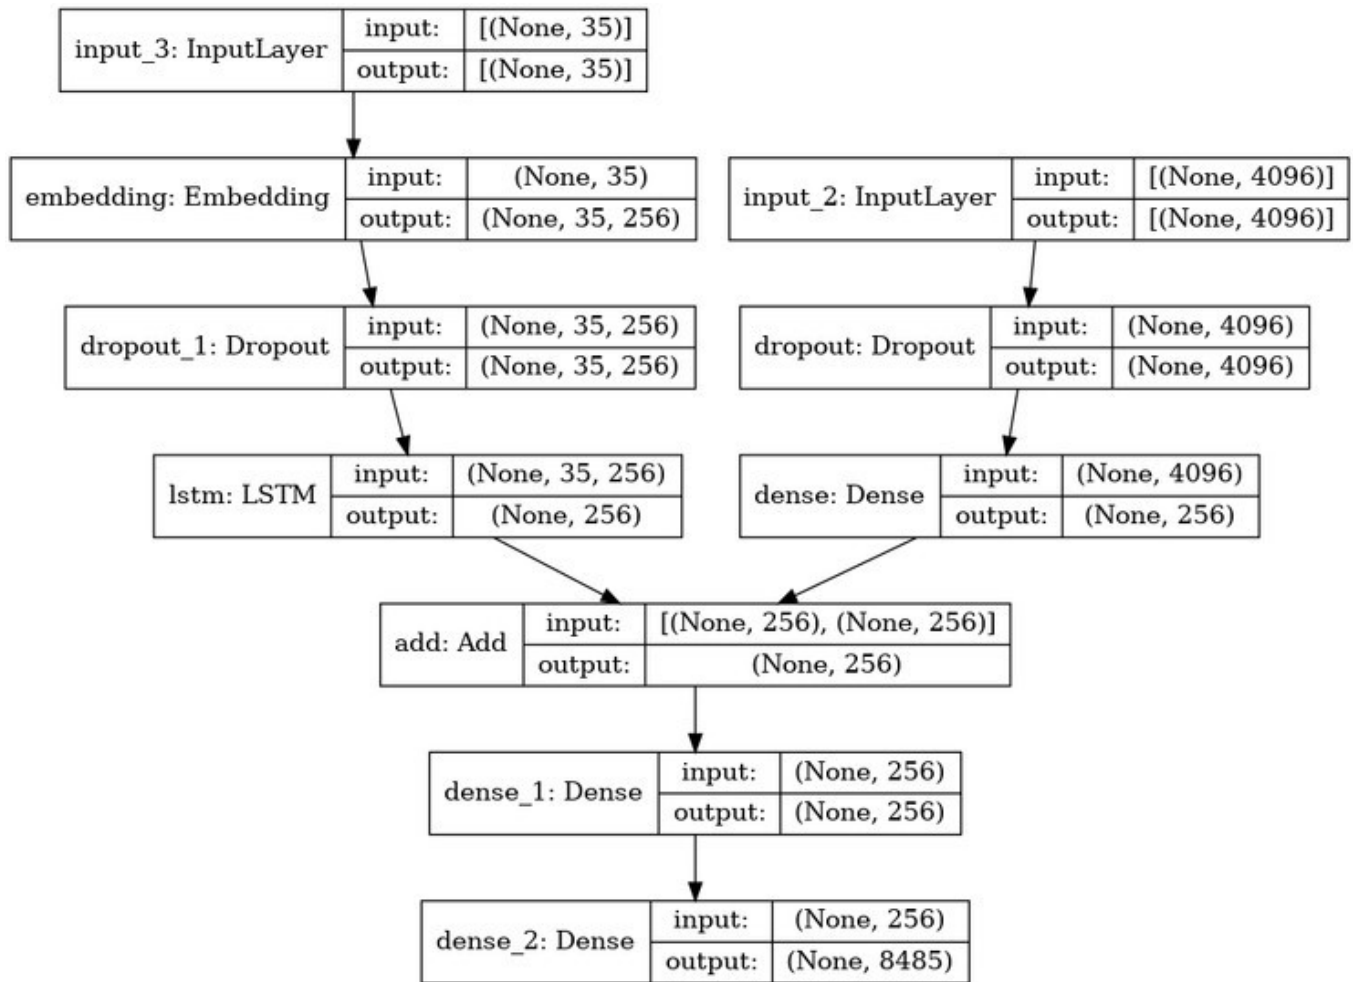 input_3: InputLayer
input: [(None, 35)]
output: [(None, 35)]
embedding: Embedding
input: (None, 35)
output: (None, 35, 256)
input_2: InputLayer
input: [(None, 4096)]
output: [(None, 4096)]
dropout_1: Dropout
input: (None, 35, 256)
output: (None, 35, 256)
dropout: Dropout
input: (None, 4096)
output: (None, 4096)
lstm: LSTM
input: (None, 35, 256)
output: (None, 256)
dense: Dense
input: (None, 4096)
output: (None, 256)
add: Add
input: [(None, 256), (None, 256)]
output: (None, 256)
dense_1: Dense
input: (None, 256)
output: (None, 256)
dense_2: Dense
input: (None, 256)
output: (None, 8485)